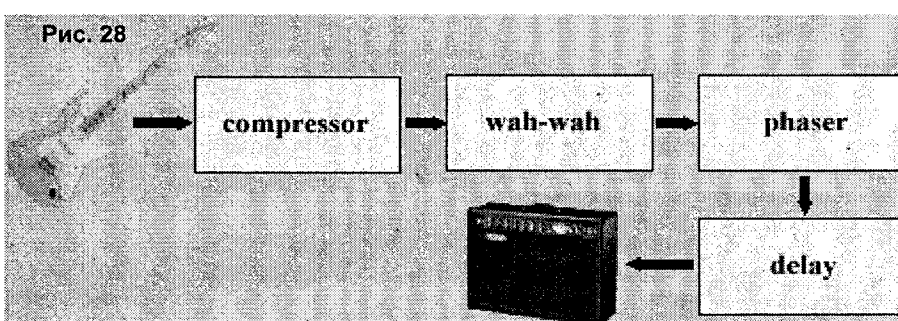 Рис. 28
compressor
wah-wah
phaser
delay